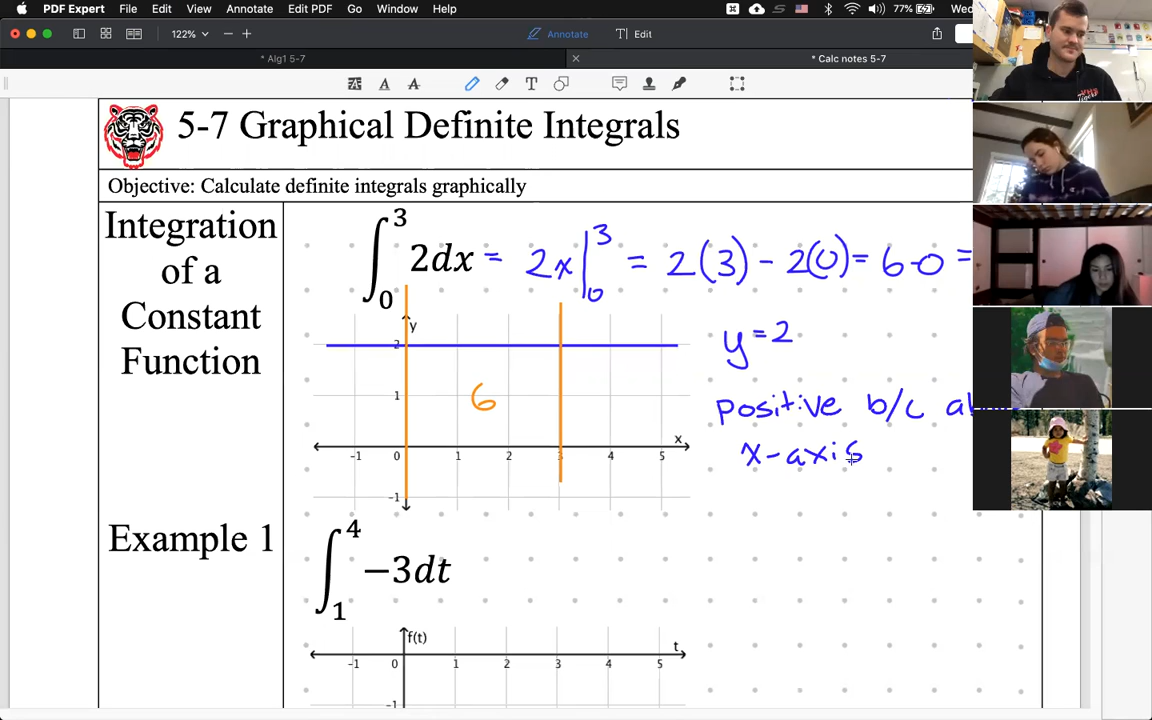 PDF Expert File Edit View Annotate Edit PDF Go Window Help 77% Wed
122% Annotate Edit
* Alg1 5-7 * Calc notes 5-7
5-7 Graphical Definite Integrals
Objective: Calculate definite integrals graphically
Integration
of a
Constant
Function
∫₀³ 2dx = 2x|₀³ = 2(3) - 2(0) = 6-0 =
y
2
1
6
x
-1 0 1 2 3 4 5
-1
y = 2
positive b/c
x-axis
Example 1
∫₁⁴ −3dt
f(t)
t
-1 0 1 2 3 4 5
-1